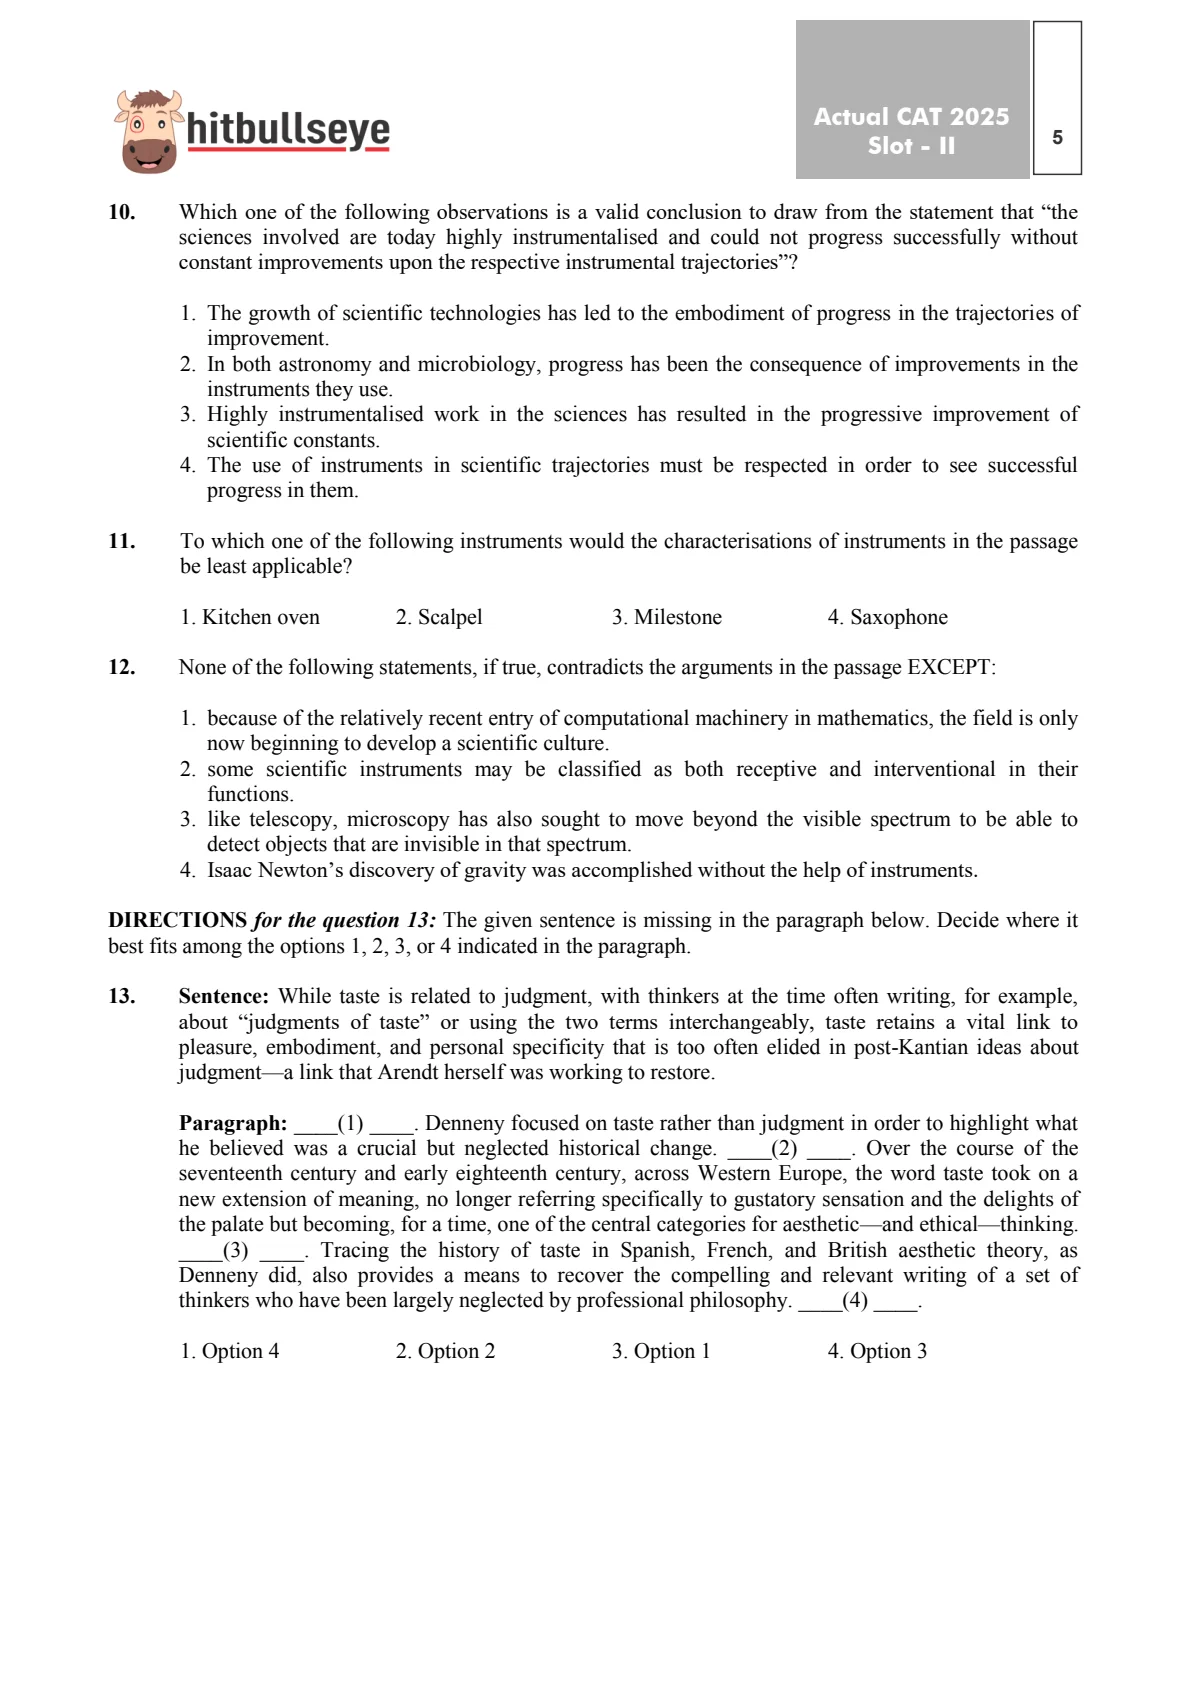 hitbullseye
Actual CAT 2025
Slot - II
5
10. Which one of the following observations is a valid conclusion to draw from the statement that “the
sciences involved are today highly instrumentalised and could not progress successfully without
constant improvements upon the respective instrumental trajectories”?
1. The growth of scientific technologies has led to the embodiment of progress in the trajectories of
improvement.
2. In both astronomy and microbiology, progress has been the consequence of improvements in the
instruments they use.
3. Highly instrumentalised work in the sciences has resulted in the progressive improvement of
scientific constants.
4. The use of instruments in scientific trajectories must be respected in order to see successful
progress in them.
11. To which one of the following instruments would the characterisations of instruments in the passage
be least applicable?
1. Kitchen oven 2. Scalpel 3. Milestone 4. Saxophone
12. None of the following statements, if true, contradicts the arguments in the passage EXCEPT:
1. because of the relatively recent entry of computational machinery in mathematics, the field is only
now beginning to develop a scientific culture.
2. some scientific instruments may be classified as both receptive and interventional in their
functions.
3. like telescopy, microscopy has also sought to move beyond the visible spectrum to be able to
detect objects that are invisible in that spectrum.
4. Isaac Newton’s discovery of gravity was accomplished without the help of instruments.
DIRECTIONS for the question 13: The given sentence is missing in the paragraph below. Decide where it
best fits among the options 1, 2, 3, or 4 indicated in the paragraph.
13. Sentence: While taste is related to judgment, with thinkers at the time often writing, for example,
about “judgments of taste” or using the two terms interchangeably, taste retains a vital link to
pleasure, embodiment, and personal specificity that is too often elided in post-Kantian ideas about
judgment—a link that Arendt herself was working to restore.
Paragraph: ____(1) ____. Denneny focused on taste rather than judgment in order to highlight what
he believed was a crucial but neglected historical change. ____(2) ____. Over the course of the
seventeenth century and early eighteenth century, across Western Europe, the word taste took on a
new extension of meaning, no longer referring specifically to gustatory sensation and the delights of
the palate but becoming, for a time, one of the central categories for aesthetic—and ethical—thinking.
____(3) ____. Tracing the history of taste in Spanish, French, and British aesthetic theory, as
Denneny did, also provides a means to recover the compelling and relevant writing of a set of
thinkers who have been largely neglected by professional philosophy. ____(4) ____.
1. Option 4 2. Option 2 3. Option 1 4. Option 3